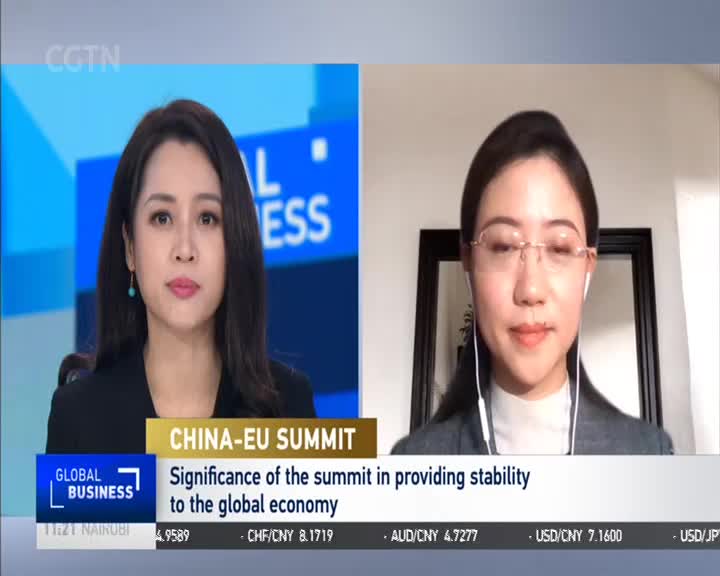 CGTN
AL
NESS
CHINA-EU SUMMIT
GLOBAL
BUSINESS
Significance of the summit in providing stability
to the global economy
11:21 NAIROBI
4.9589 · CHF/CNY 8.1719 · AUD/CNY 4.7277 · USD/CNY 7.1600 · USD/JP